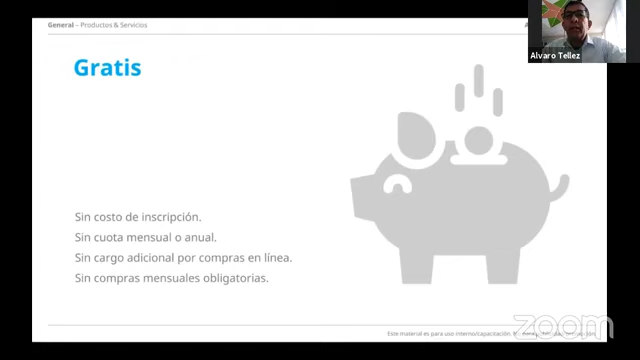 General – Productos & Servicios
Alvaro Tellez
Gratis
Sin costo de inscripción.
Sin cuota mensual o anual.
Sin cargo adicional por compras en línea.
Sin compras mensuales obligatorias.
Este material es para uso interno/capacitación.
zoom